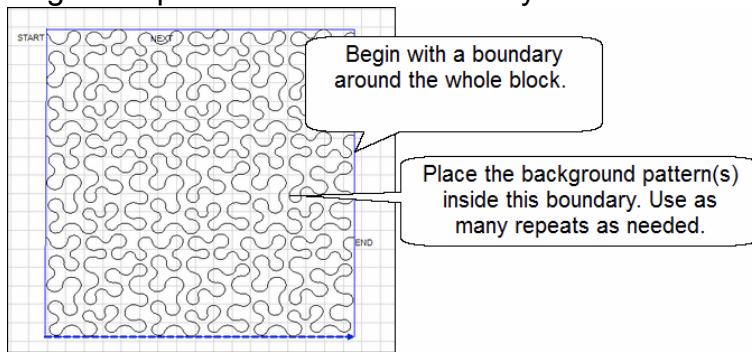 START
NEXT
Begin with a boundary
around the whole block.
Place the background pattern(s)
inside this boundary. Use as
many repeats as needed.
END